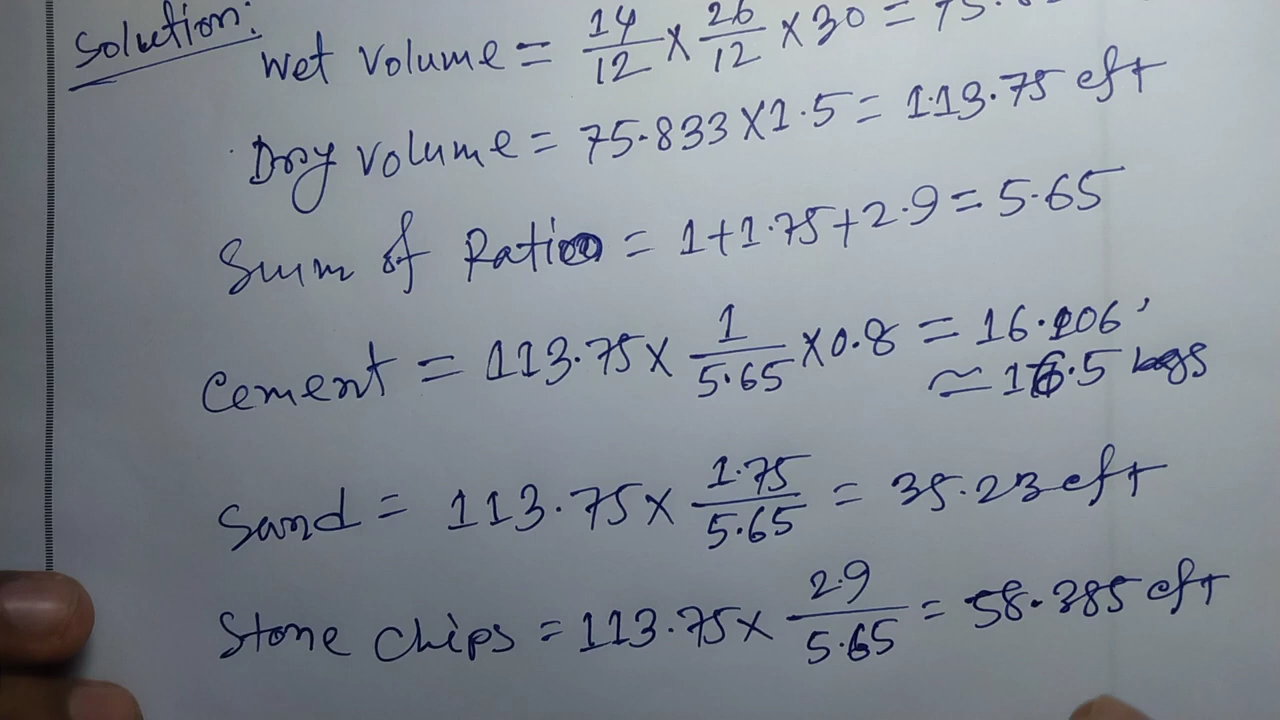 Solution:
Wet Volume = 14/12 × 26/12 × 30 = 75.
Dry Volume = 75.833 × 1.5 = 113.75 cft
Sum of Ratio = 1+1.75+2.9 = 5.65
Cement = 113.75 × 1/5.65 × 0.8 = 16.106
≃ 16.5 bags
Sand = 113.75 × 1.75/5.65 = 35.23 cft
Stone Chips = 113.75 × 2.9/5.65 = 58.385 cft